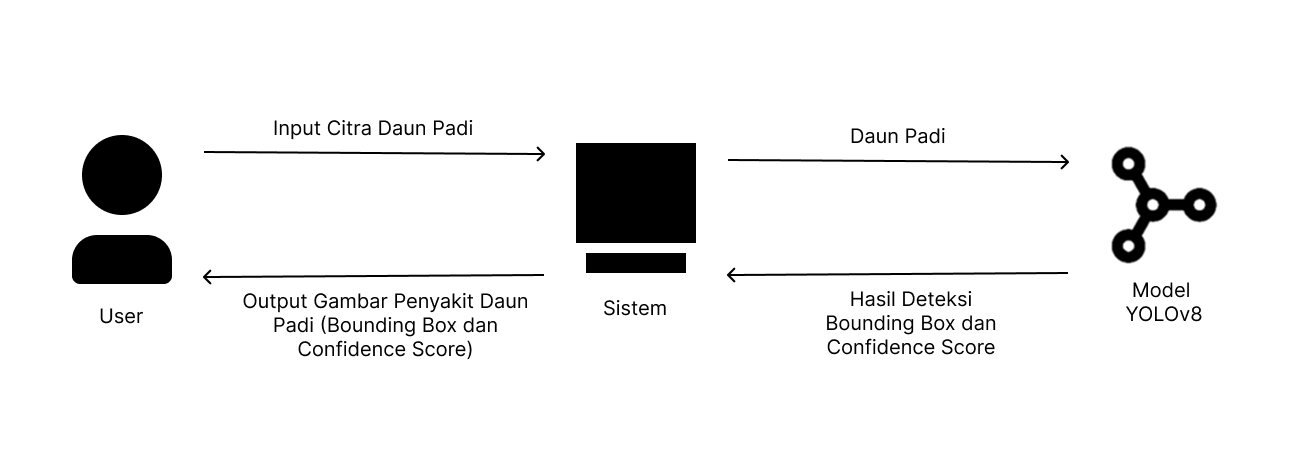 Input Citra Daun Padi
Daun Padi
User
Output Gambar Penyakit Daun
Padi (Bounding Box dan
Confidence Score)
Sistem
Hasil Deteksi
Bounding Box dan
Confidence Score
Model
YOLOv8